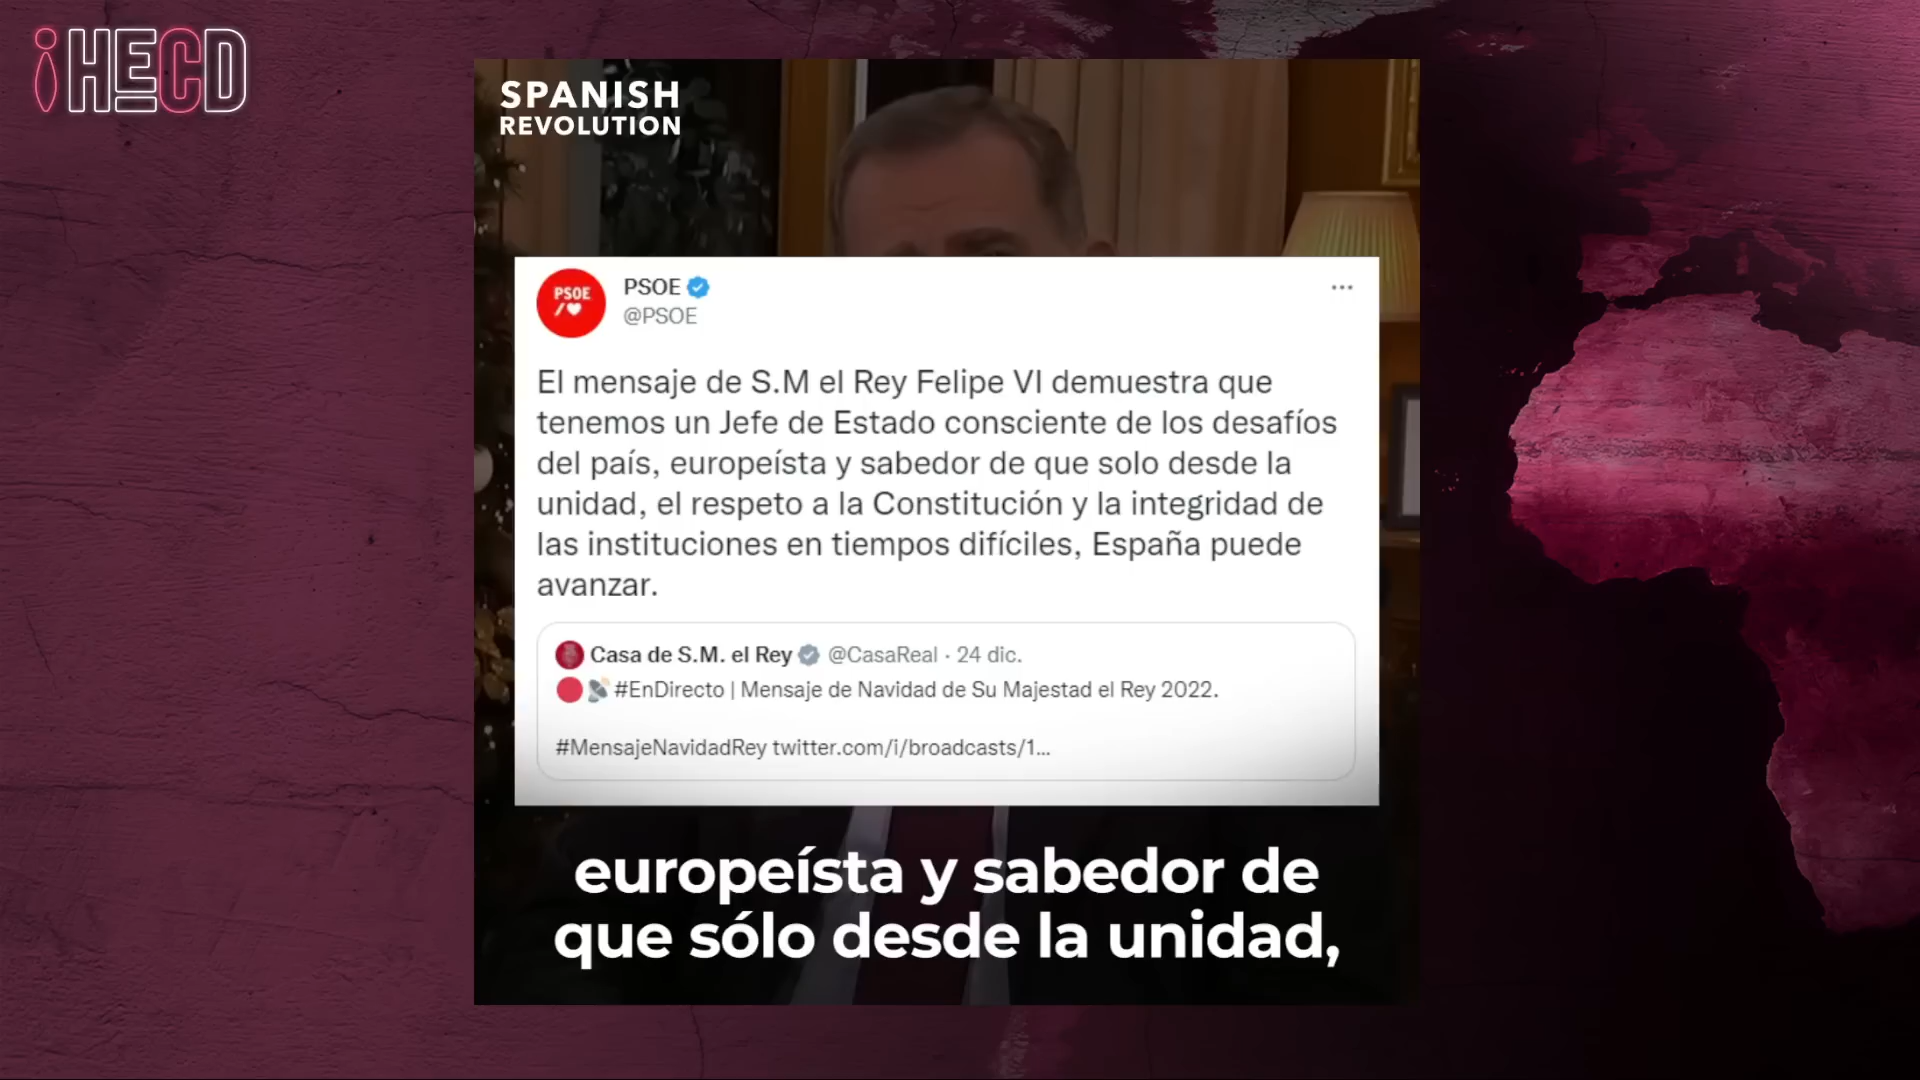 ¡HECD
SPANISH
REVOLUTION
PSOE
PSOE
@PSOE
El mensaje de S.M el Rey Felipe VI demuestra que
tenemos un Jefe de Estado consciente de los desafíos
del país, europeísta y sabedor de que solo desde la
unidad, el respeto a la Constitución y la integridad de
las instituciones en tiempos difíciles, España puede
avanzar.
Casa de S.M. el Rey @CasaReal · 24 dic.
#EnDirecto | Mensaje de Navidad de Su Majestad el Rey 2022.
#MensajeNavidadRey twitter.com/i/broadcasts/1...
europeísta y sabedor de
que sólo desde la unidad,